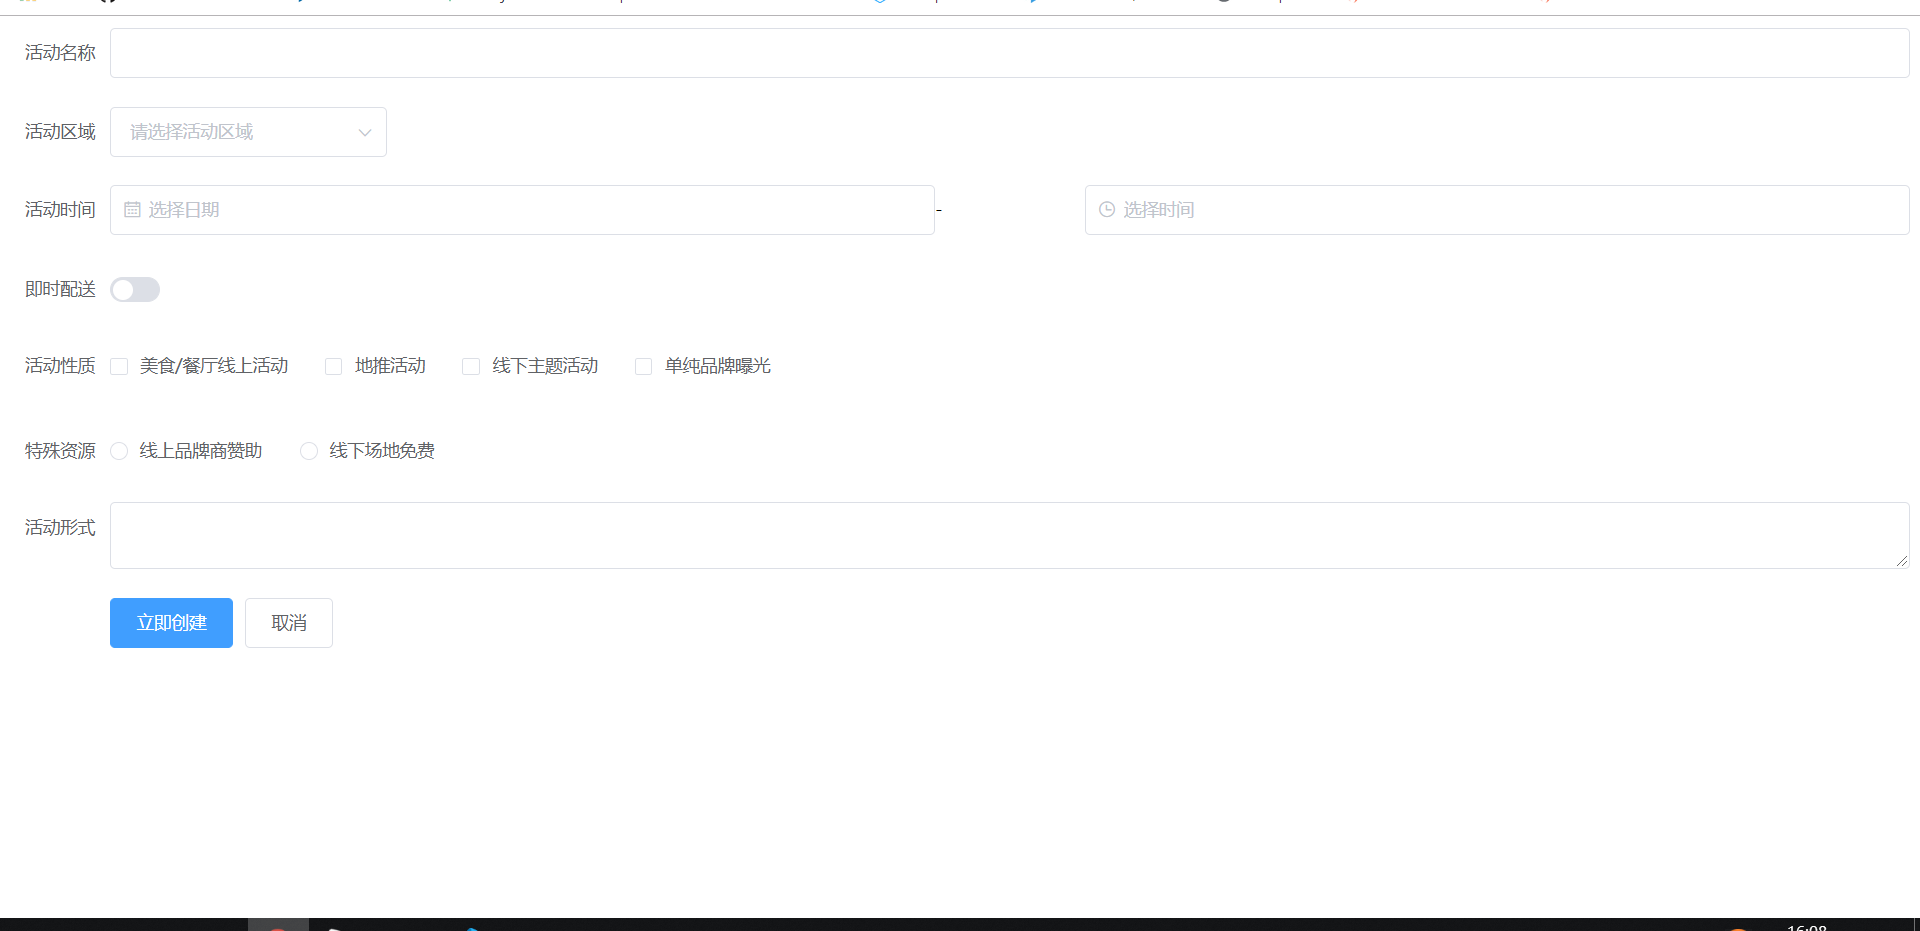 活动名称
活动区域 请选择活动区域
活动时间 选择日期 - 选择时间
即时配送
活动性质 美食/餐厅线上活动 地推活动 线下主题活动 单纯品牌曝光
特殊资源 线上品牌商赞助 线下场地免费
活动形式
立即创建 取消
16:08